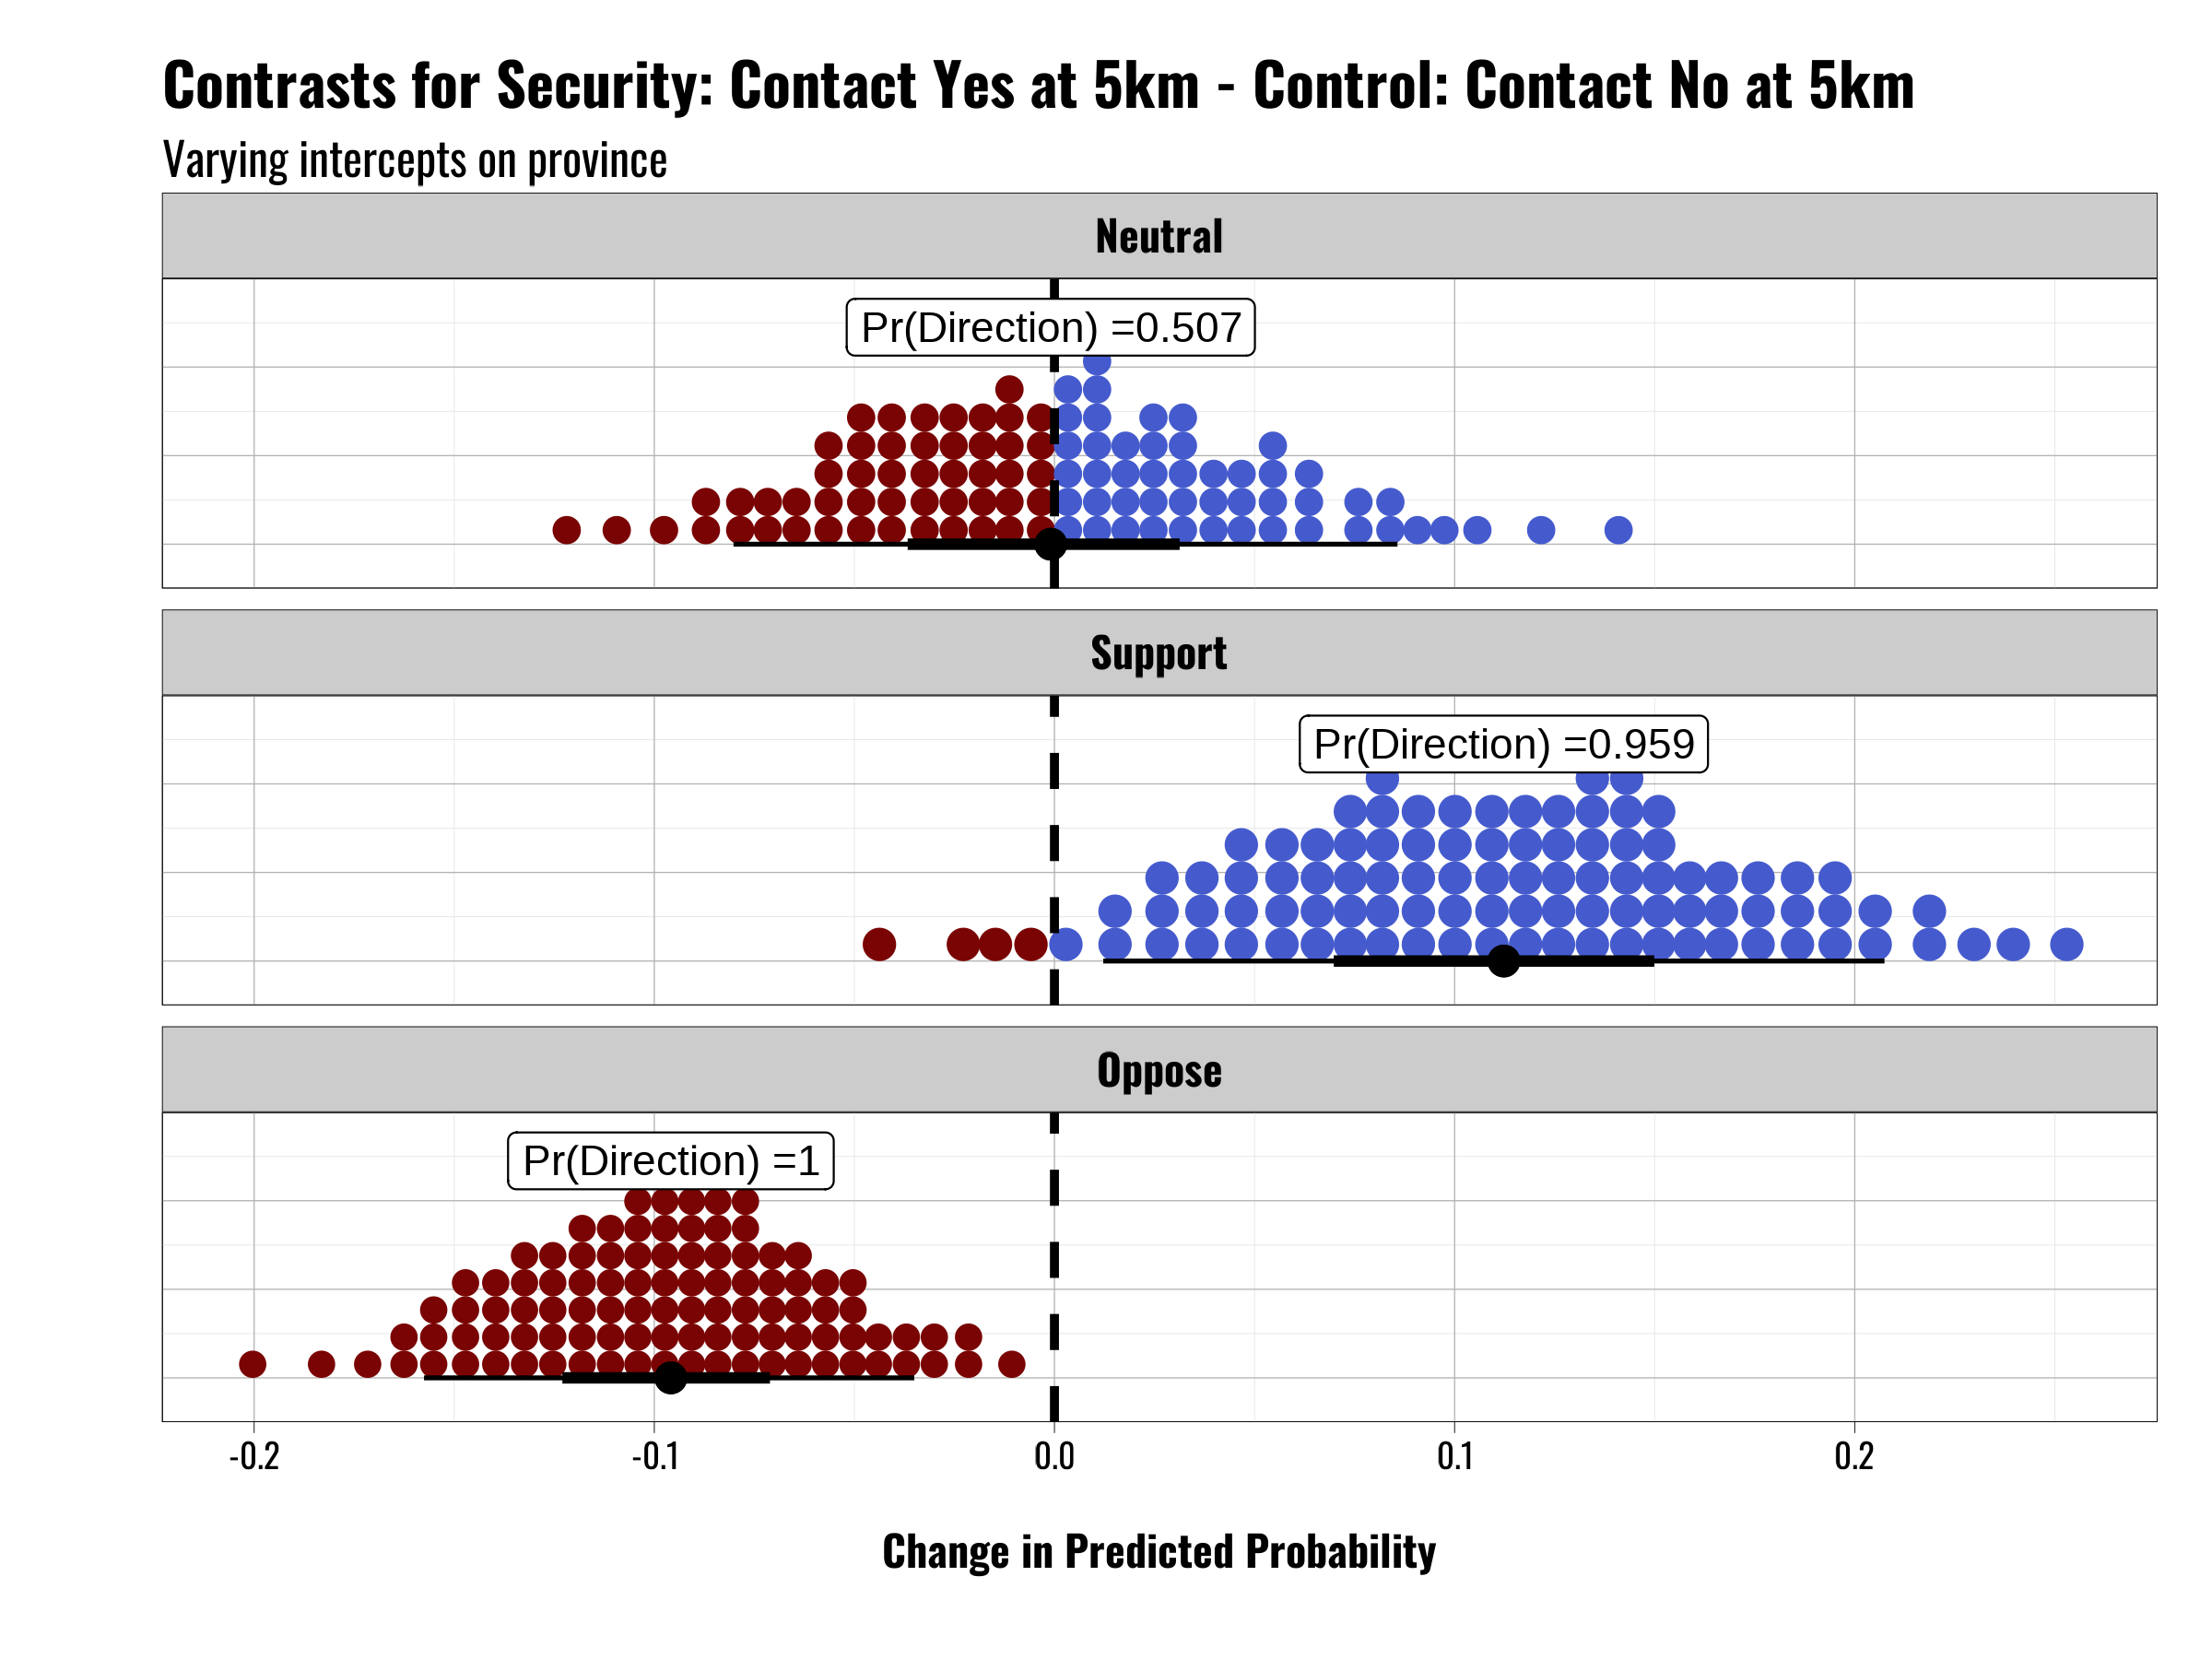 Contrasts for Security: Contact Yes at 5km - Control: Contact No at 5km
Varying intercepts on province
Neutral
Pr(Direction) =0.507
Support
Pr(Direction) =0.959
Oppose
Pr(Direction) =1
-0.2 -0.1 0.0 0.1 0.2
Change in Predicted Probability